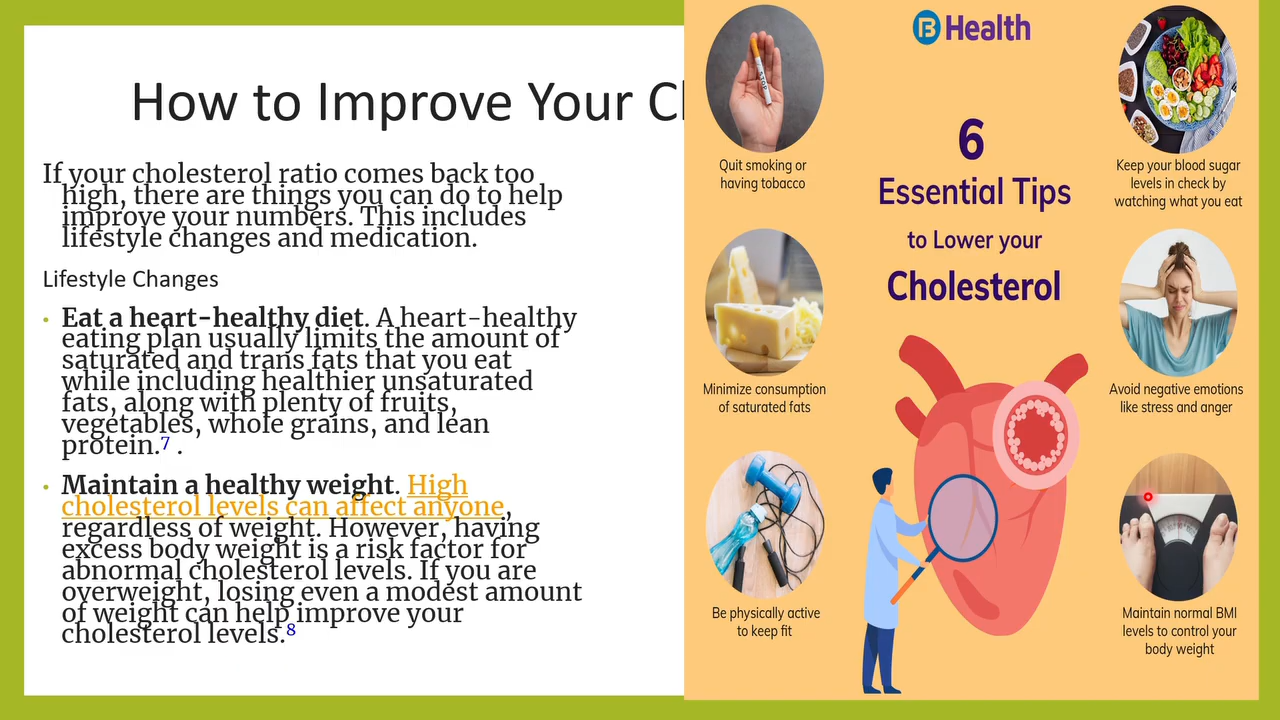 How to Improve Your C
If your cholesterol ratio comes back too
high, there are things you can do to help
improve your numbers. This includes
lifestyle changes and medication.
Lifestyle Changes
• Eat a heart-healthy diet. A heart-healthy
eating plan usually limits the amount of
saturated and trans fats that you eat
while including healthier unsaturated
fats, along with plenty of fruits,
vegetables, whole grains, and lean
protein.7 .
• Maintain a healthy weight. High
cholesterol levels can affect anyone,
regardless of weight. However, having
excess body weight is a risk factor for
abnormal cholesterol levels. If you are
overweight, losing even a modest amount
of weight can help improve your
cholesterol levels.8
B Health
6
Essential Tips
to Lower your
Cholesterol
STOP
Quit smoking or
having tobacco
Minimize consumption
of saturated fats
Be physically active
to keep fit
Keep your blood sugar
levels in check by
watching what you eat
Avoid negative emotions
like stress and anger
Maintain normal BMI
levels to control your
body weight